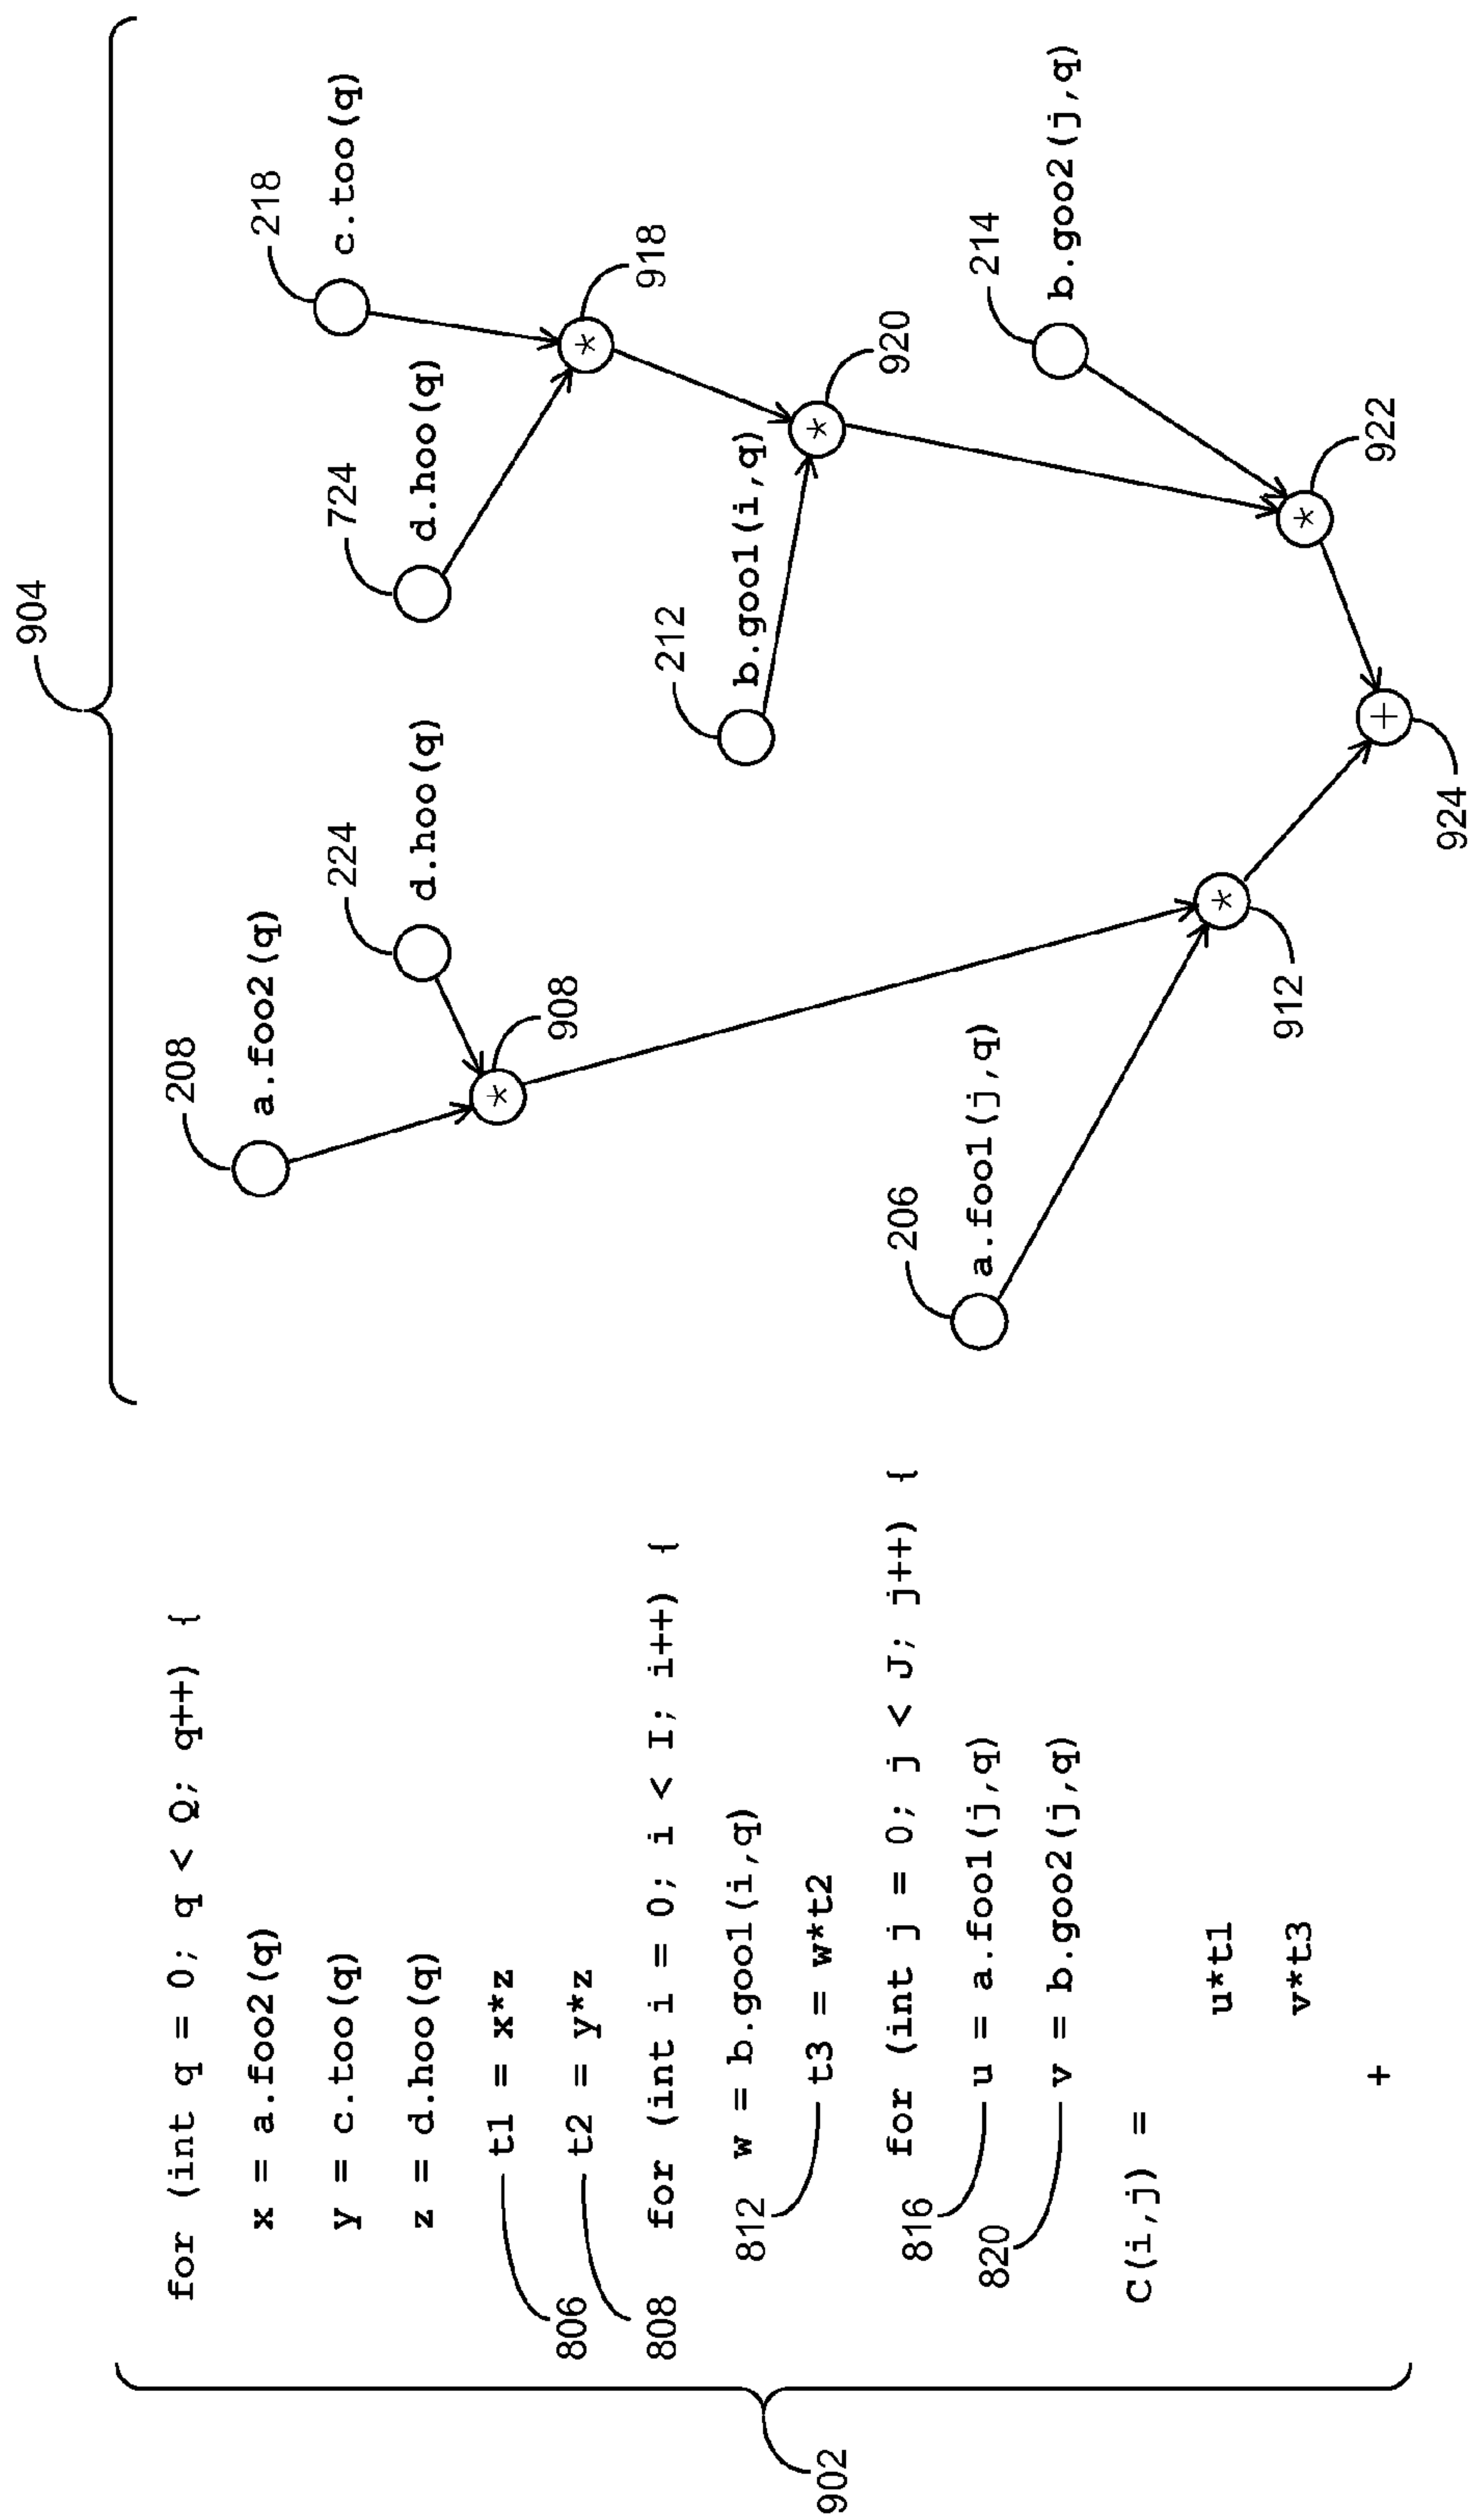 904
902
for (int q = 0; q < Q; q++) {
x = a.foo2(q)
y = c.too(q)
z = d.hoo(q)
806 t1 = x*z
808 t2 = y*z
for (int i = 0; i < I; i++) {
w = b.goo1(i,q)
812 t3 = w*t2
for (int j = 0; j < J; j++) {
816 u = a.foo1(j,q)
820 v = b.goo2(j,q)
C(i,j) =
u*t1
v*t3
+
208
a.foo2(q)
218
c.too(q)
224
d.hoo(q)
724
d.hoo(q)
*
908
*
918
212
b.goo1(i,q)
*
920
206
a.foo1(j,q)
214
b.goo2(j,q)
*
912
*
922
+
924